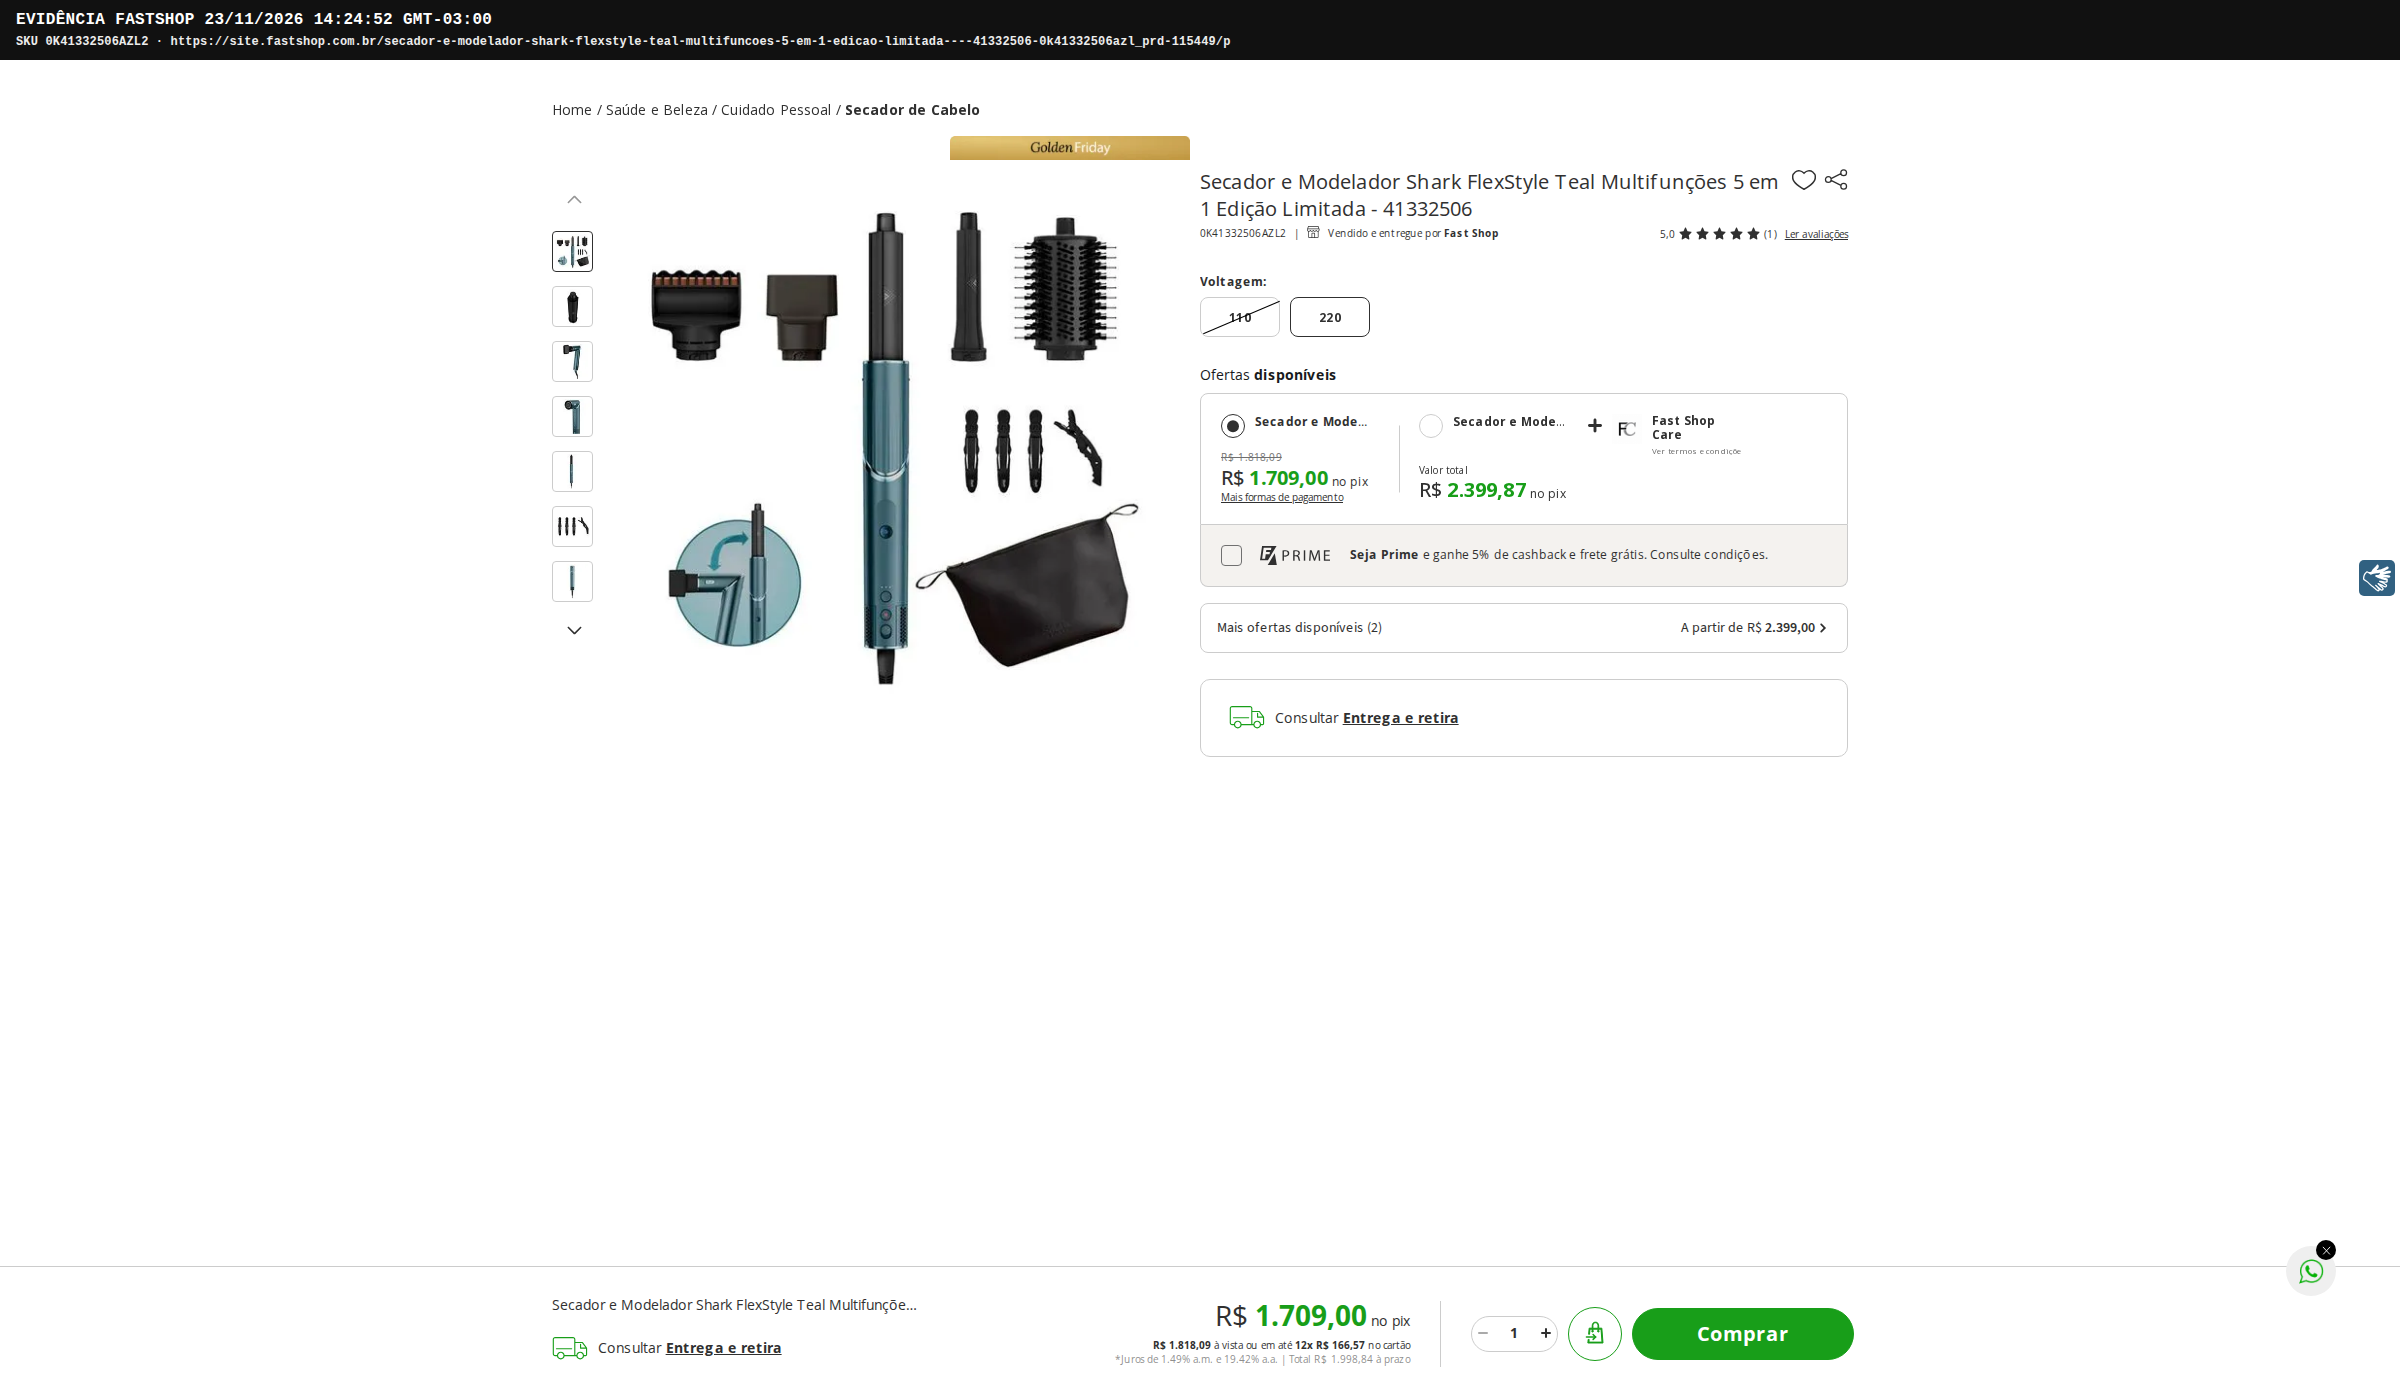 EVIDÊNCIA FASTSHOP 23/11/2026 14:24:52 GMT-03:00
SKU 0K41332506AZL2 · https://site.fastshop.com.br/secador-e-modelador-shark-flexstyle-teal-multifuncoes-5-em-1-edicao-limitada----41332506-0k41332506azl_prd-115449/p
Home / Saúde e Beleza / Cuidado Pessoal / Secador de Cabelo
Golden Friday
Secador e Modelador Shark FlexStyle Teal Multifunções 5 em
1 Edição Limitada - 41332506
0K41332506AZL2 | Vendido e entregue por Fast Shop
5,0 (1) Ler avaliações
Voltagem:
110 220
Ofertas disponíveis
Secador e Mode...
R$ 1.818,09
R$ 1.709,00 no pix
Mais formas de pagamento
Secador e Mode...
+ FC Fast Shop
Care
Ver termos e condiçõe
Valor total
R$ 2.399,87 no pix
PRIME Seja Prime e ganhe 5% de cashback e frete grátis. Consulte condições.
Mais ofertas disponíveis (2) A partir de R$ 2.399,00
Consultar Entrega e retira
Secador e Modelador Shark FlexStyle Teal Multifunçõe...
Consultar Entrega e retira
R$ 1.709,00 no pix
R$ 1.818,09 à vista ou em até 12x R$ 166,57 no cartão
*Juros de 1.49% a.m. e 19.42% a.a. | Total R$ 1.998,84 à prazo
1
Comprar